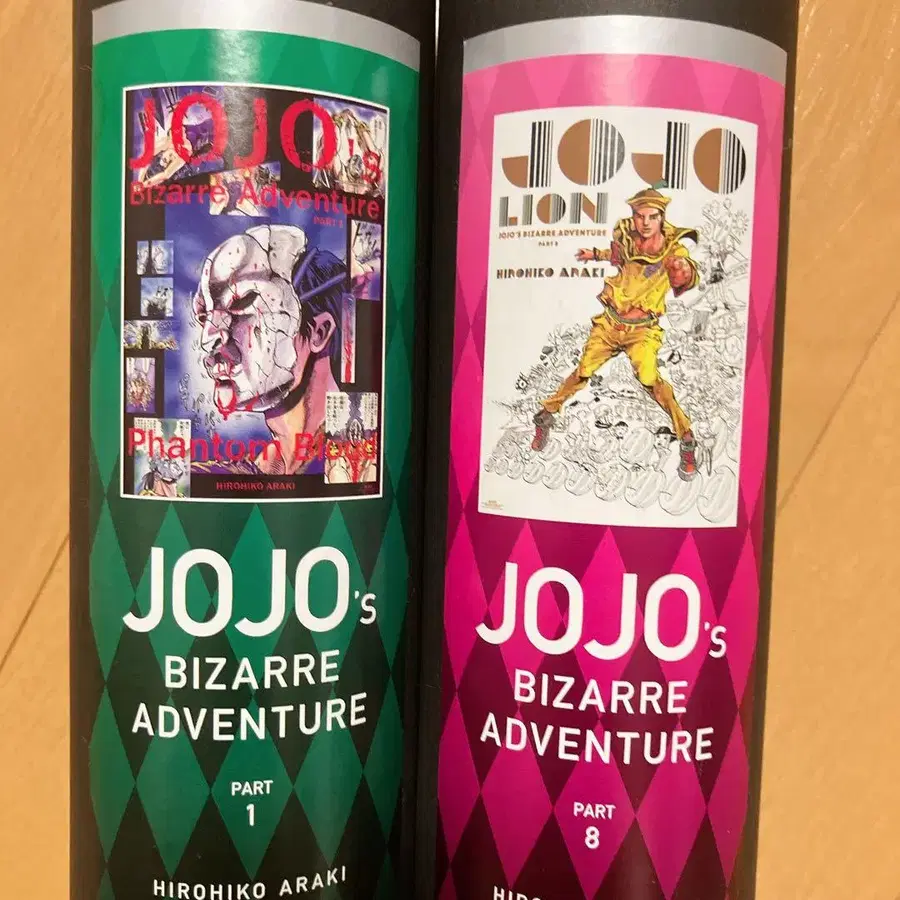 JOJO's
Bizarre Adventure
PART 1
Phantom Blood
HIROHIKO ARAKI
JOJO's
BIZARRE
ADVENTURE
PART
1
HIROHIKO ARAKI
JOJO
LION
JOJO'S BIZARRE ADVENTURE
PART 8
HIROHIKO ARAKI
JOJO's
BIZARRE
ADVENTURE
PART
8